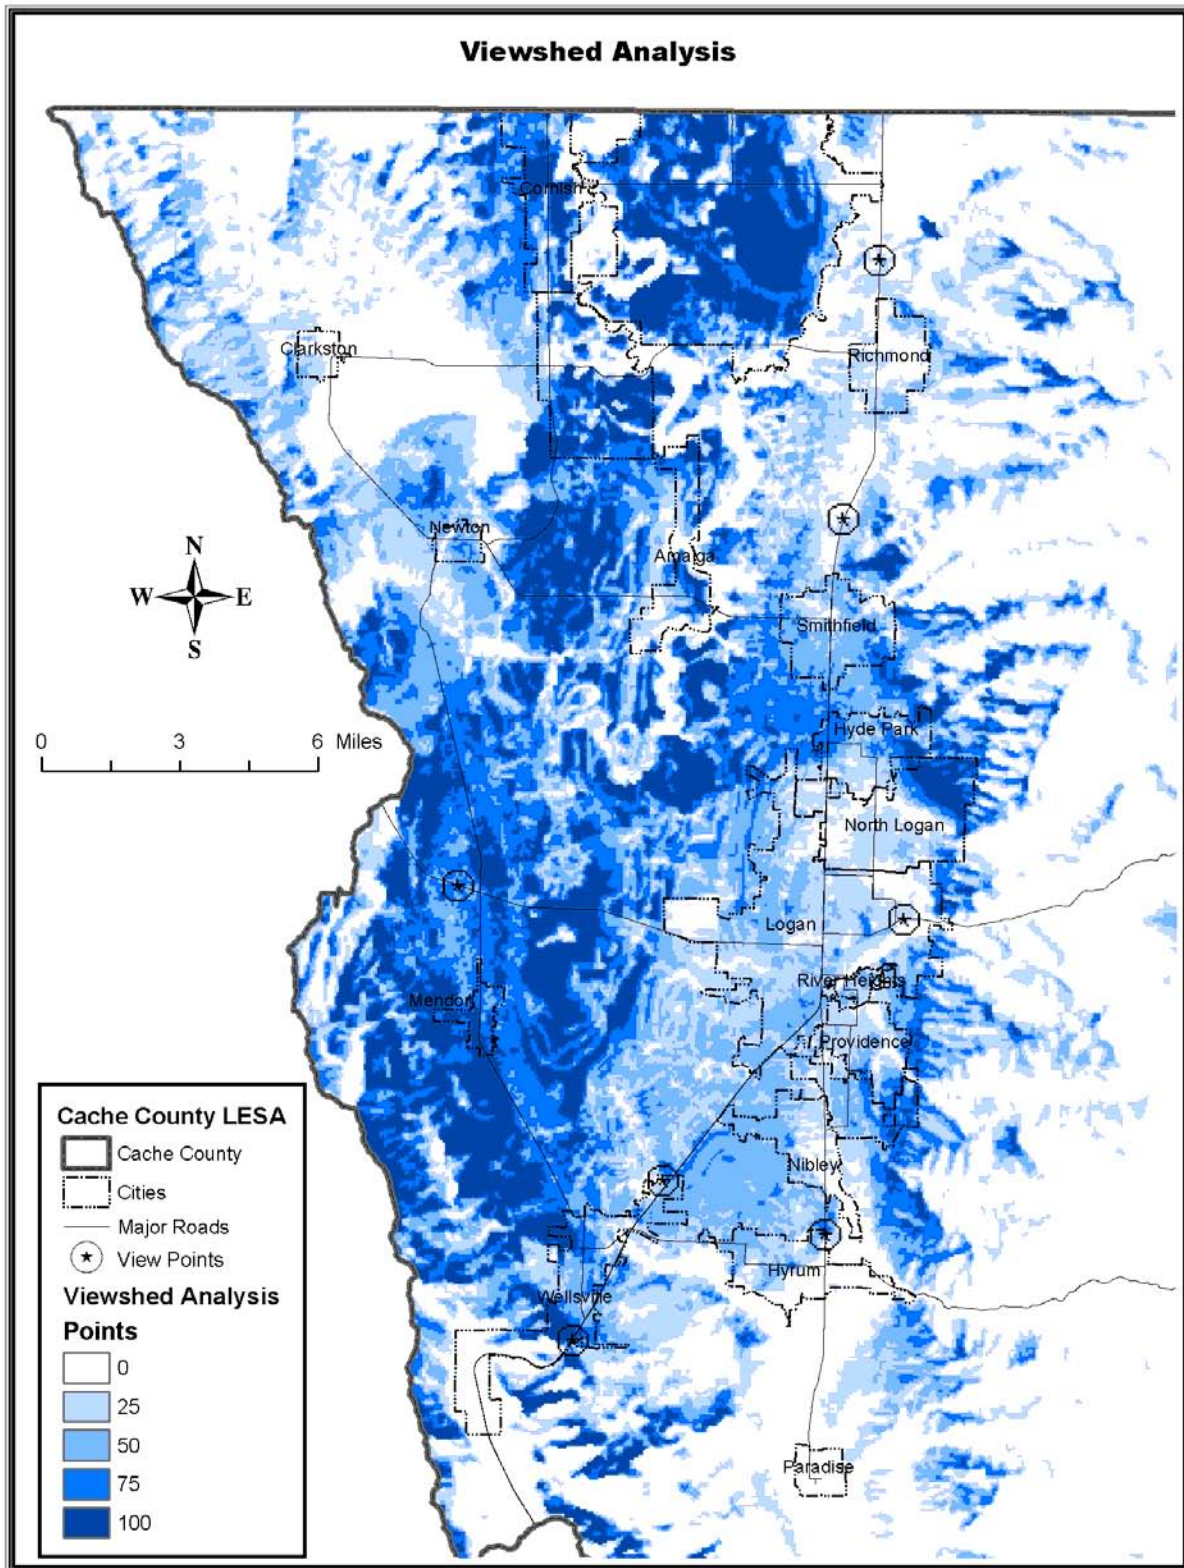 Viewshed Analysis
Cornish
Clarkston
Richmond
Newton
Amalga
N
W
E
S
Smithfield
Hyde Park
0 3 6 Miles
North Logan
Logan
River Heights
Mendon
Providence
Nibley
Hyrum
Wellsville
Paradise
Cache County LESA
Cache County
Cities
Major Roads
View Points
Viewshed Analysis
Points
0
25
50
75
100